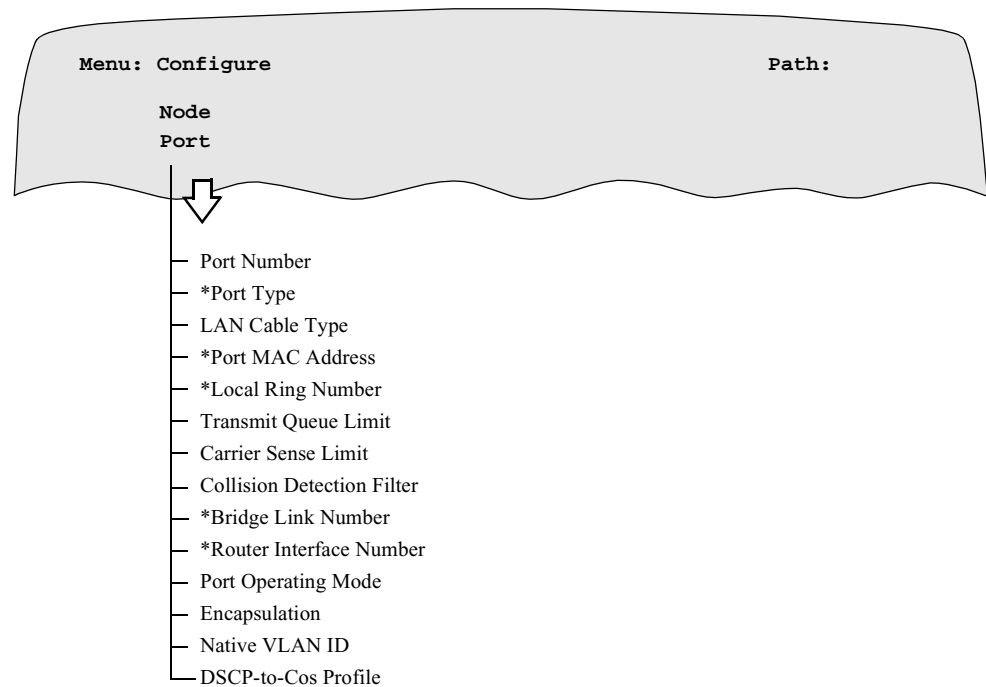 Menu: Configure Path:
Node
Port
Port Number
*Port Type
LAN Cable Type
*Port MAC Address
*Local Ring Number
Transmit Queue Limit
Carrier Sense Limit
Collision Detection Filter
*Bridge Link Number
*Router Interface Number
Port Operating Mode
Encapsulation
Native VLAN ID
DSCP-to-Cos Profile